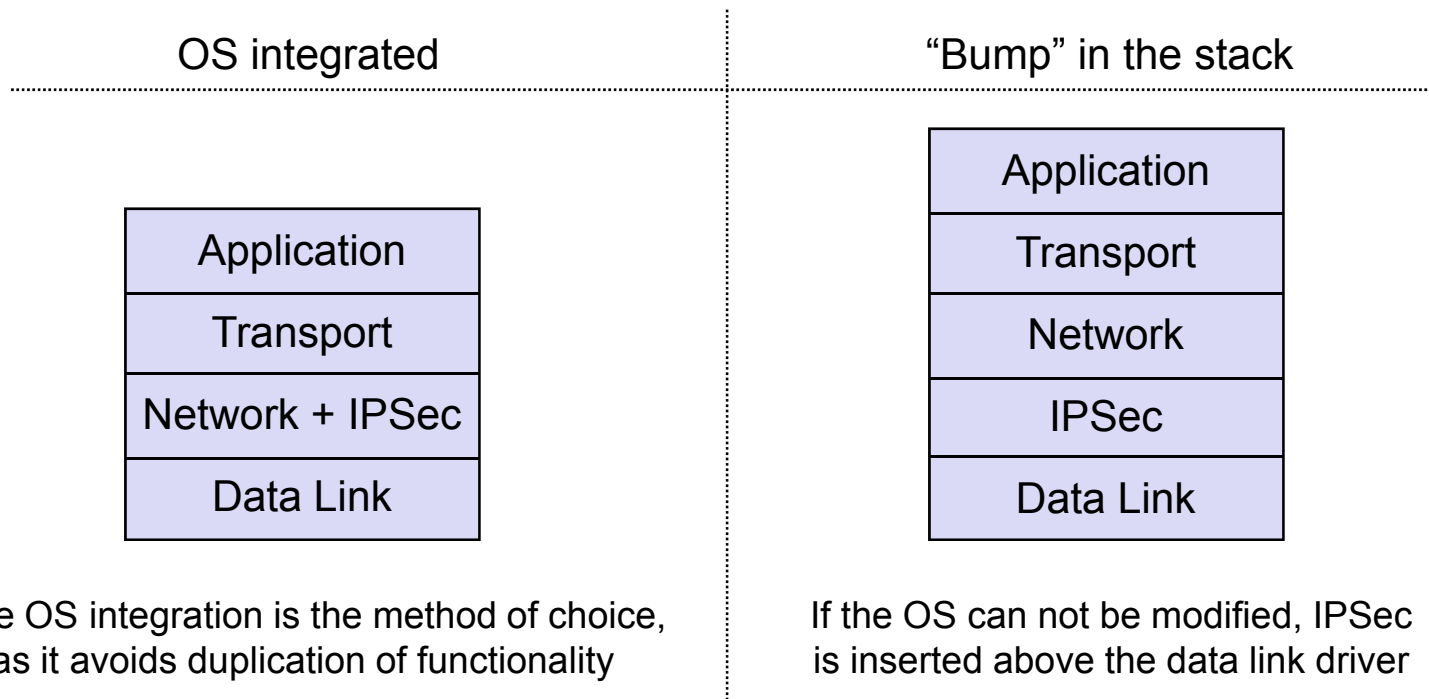 OS integrated
Application
Transport
Network + IPSec
Data Link
e OS integration is the method of choice,
as it avoids duplication of functionality
“Bump” in the stack
Application
Transport
Network
IPSec
Data Link
If the OS can not be modified, IPSec
is inserted above the data link driver